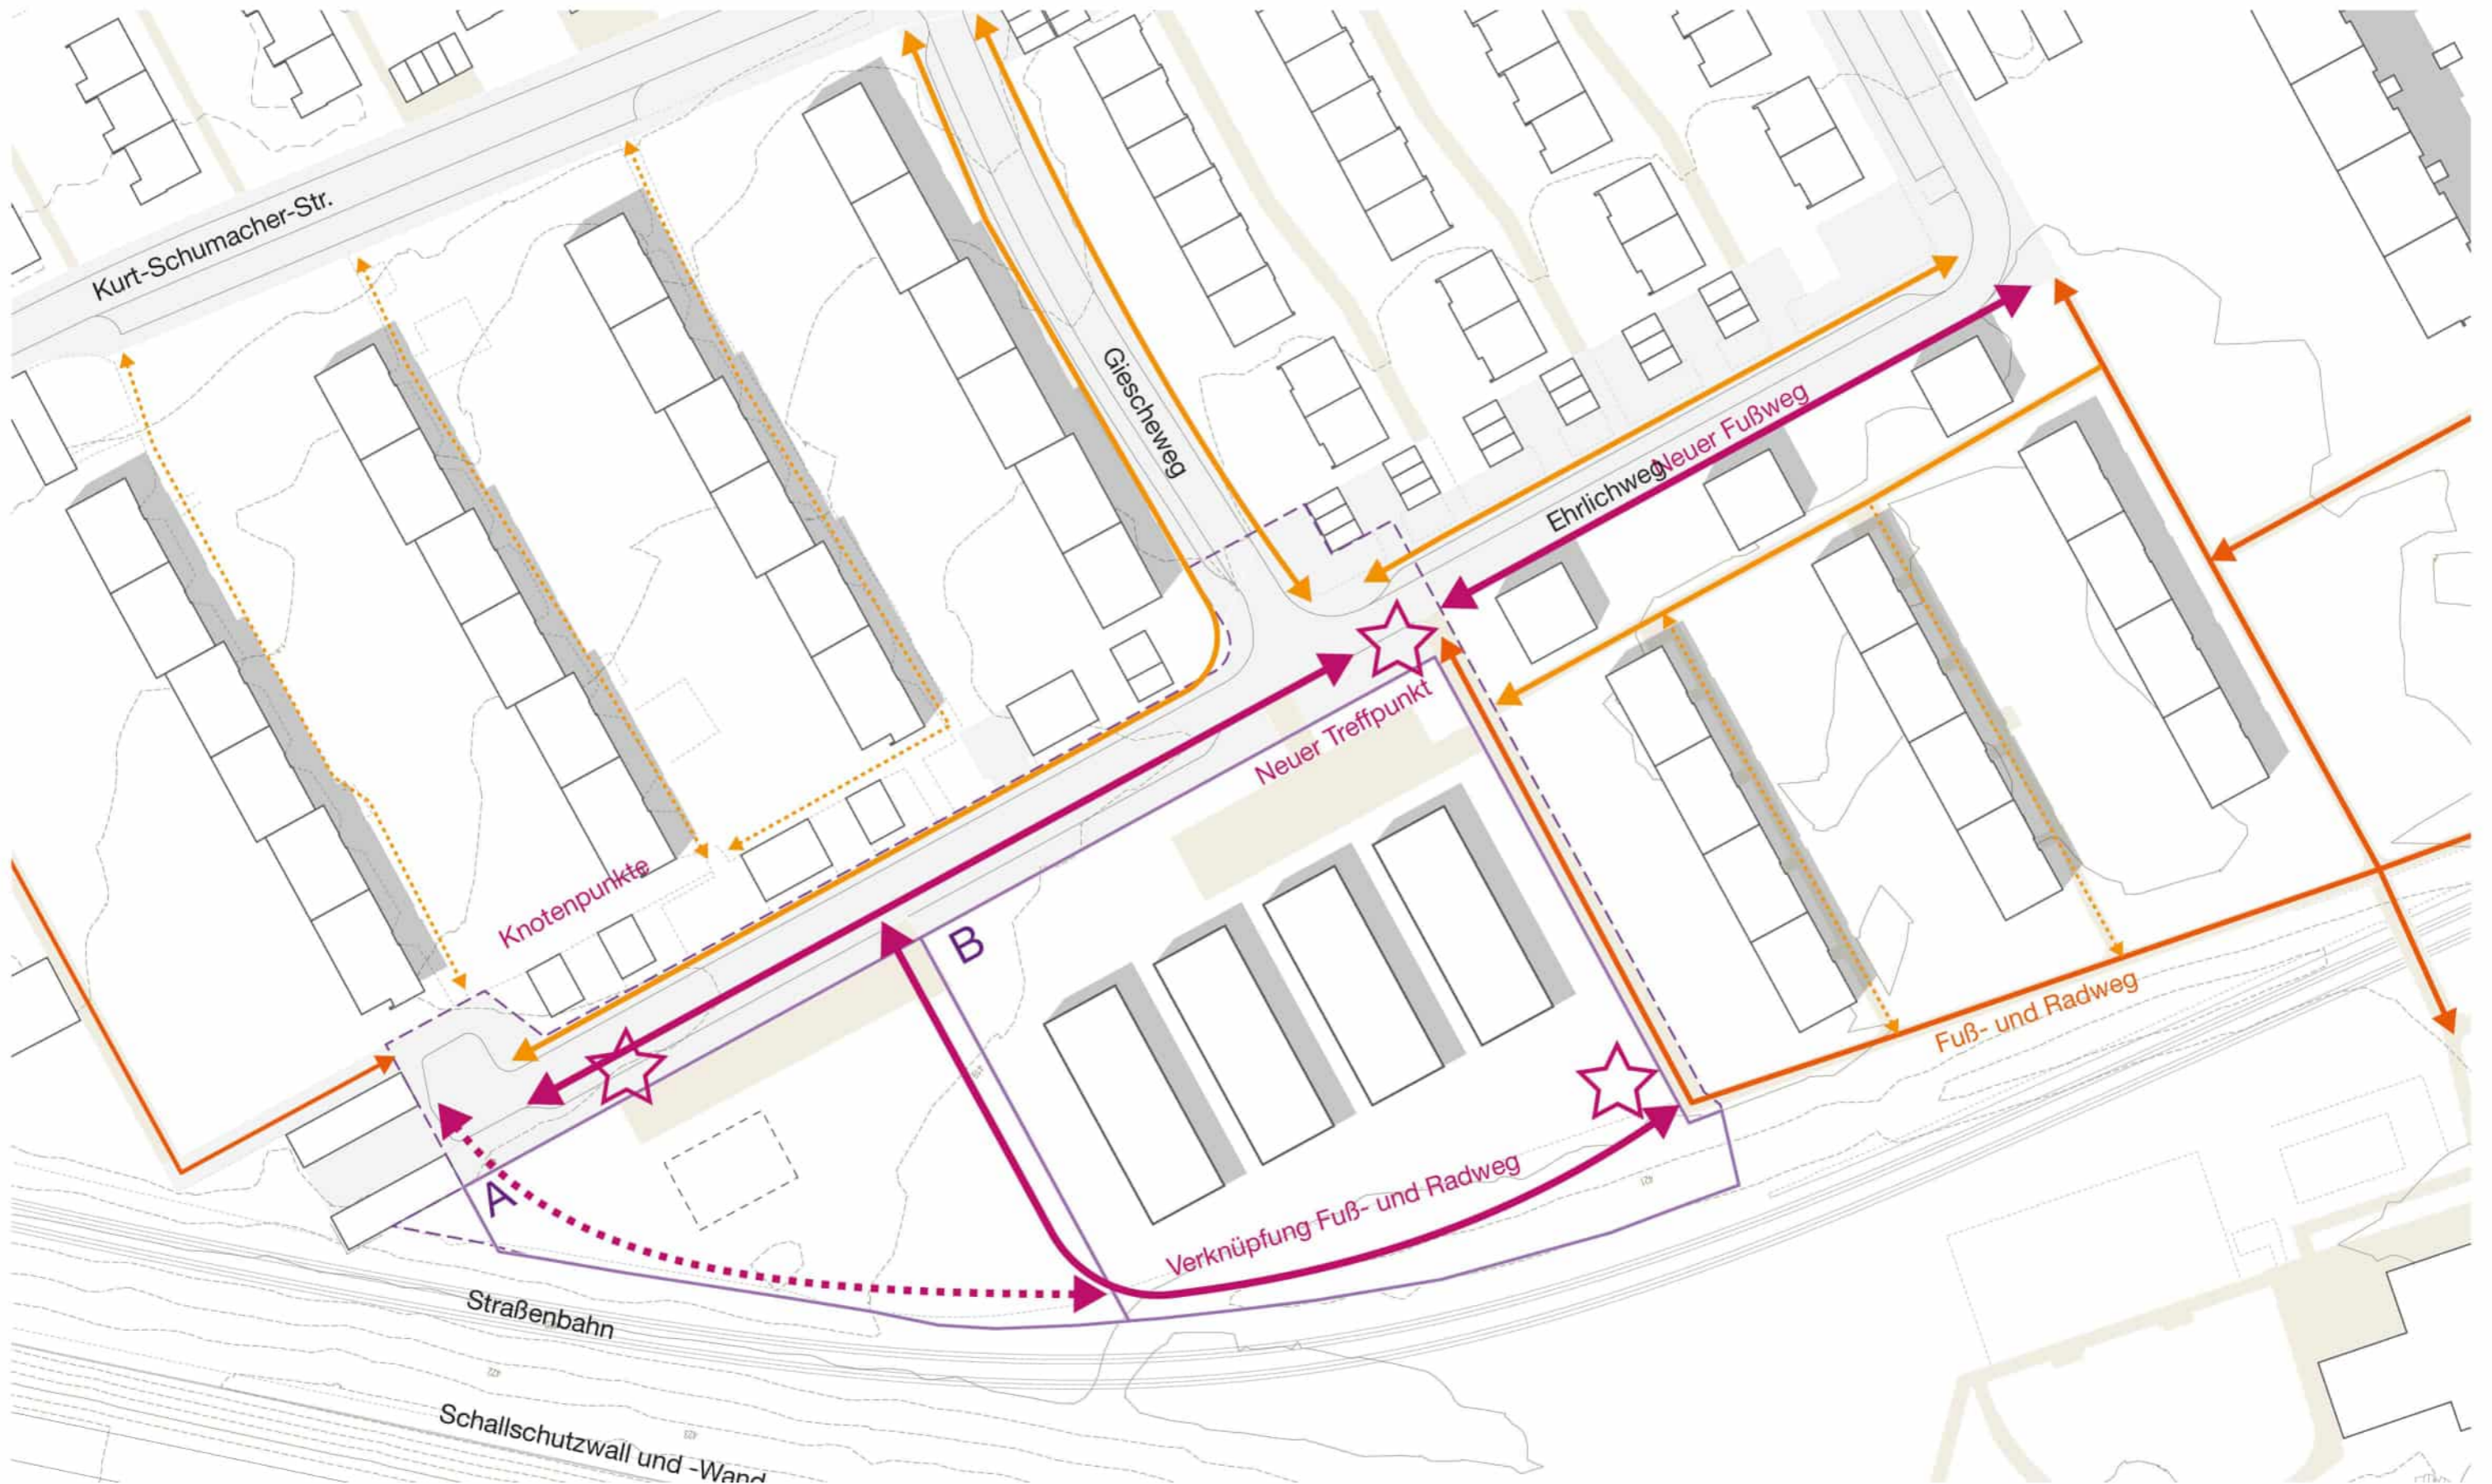 Kurt-Schumacher-Str.
Giescheweg
Neuer Fußweg
Ehrlichweg
Neuer Treffpunkt
Knotenpunkte
B
Fuß- und Radweg
A
Verknüpfung Fuß- und Radweg
Straßenbahn
Schallschutzwall und -Wand